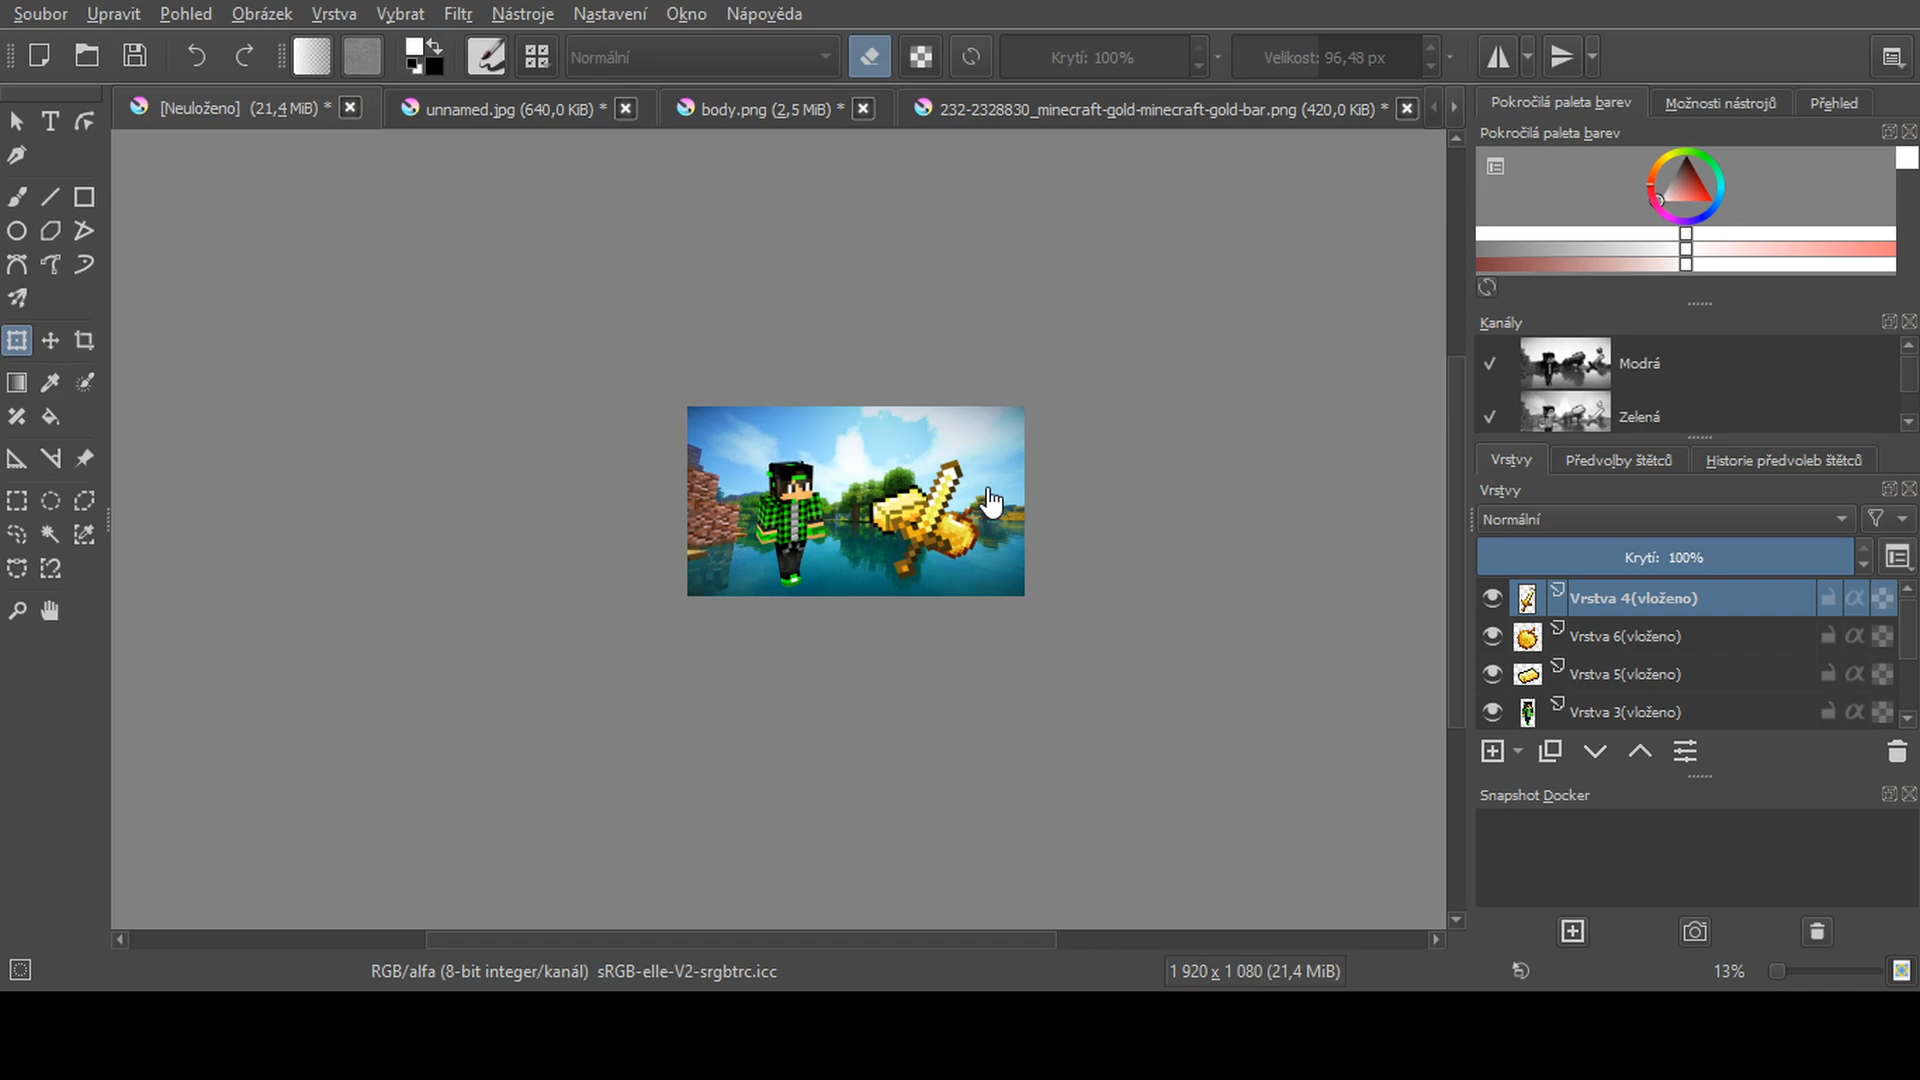 Soubor Upravit Pohled Obrázek Vrstva Vybrat Filtr Nástroje Nastavení Okno Nápověda
Normální Krytí: 100% Velikost: 96,48 px
[Neuloženo] (21,4 MiB) * unnamed.jpg (640,0 KiB) * body.png (2,5 MiB) * 232-2328830_minecraft-gold-minecraft-gold-bar.png (420,0 KiB) *
Pokročilá paleta barev Možnosti nástrojů Přehled
Pokročilá paleta barev
Kanály
Modrá
Zelená
Vrstvy Předvolby štětců Historie předvoleb štětců
Vrstvy
Normální
Krytí: 100%
Vrstva 4(vloženo)
Vrstva 6(vloženo)
Vrstva 5(vloženo)
Vrstva 3(vloženo)
Snapshot Docker
RGB/alfa (8-bit integer/kanál) sRGB-elle-V2-srgbtrc.icc 1 920 x 1 080 (21,4 MiB) 13%